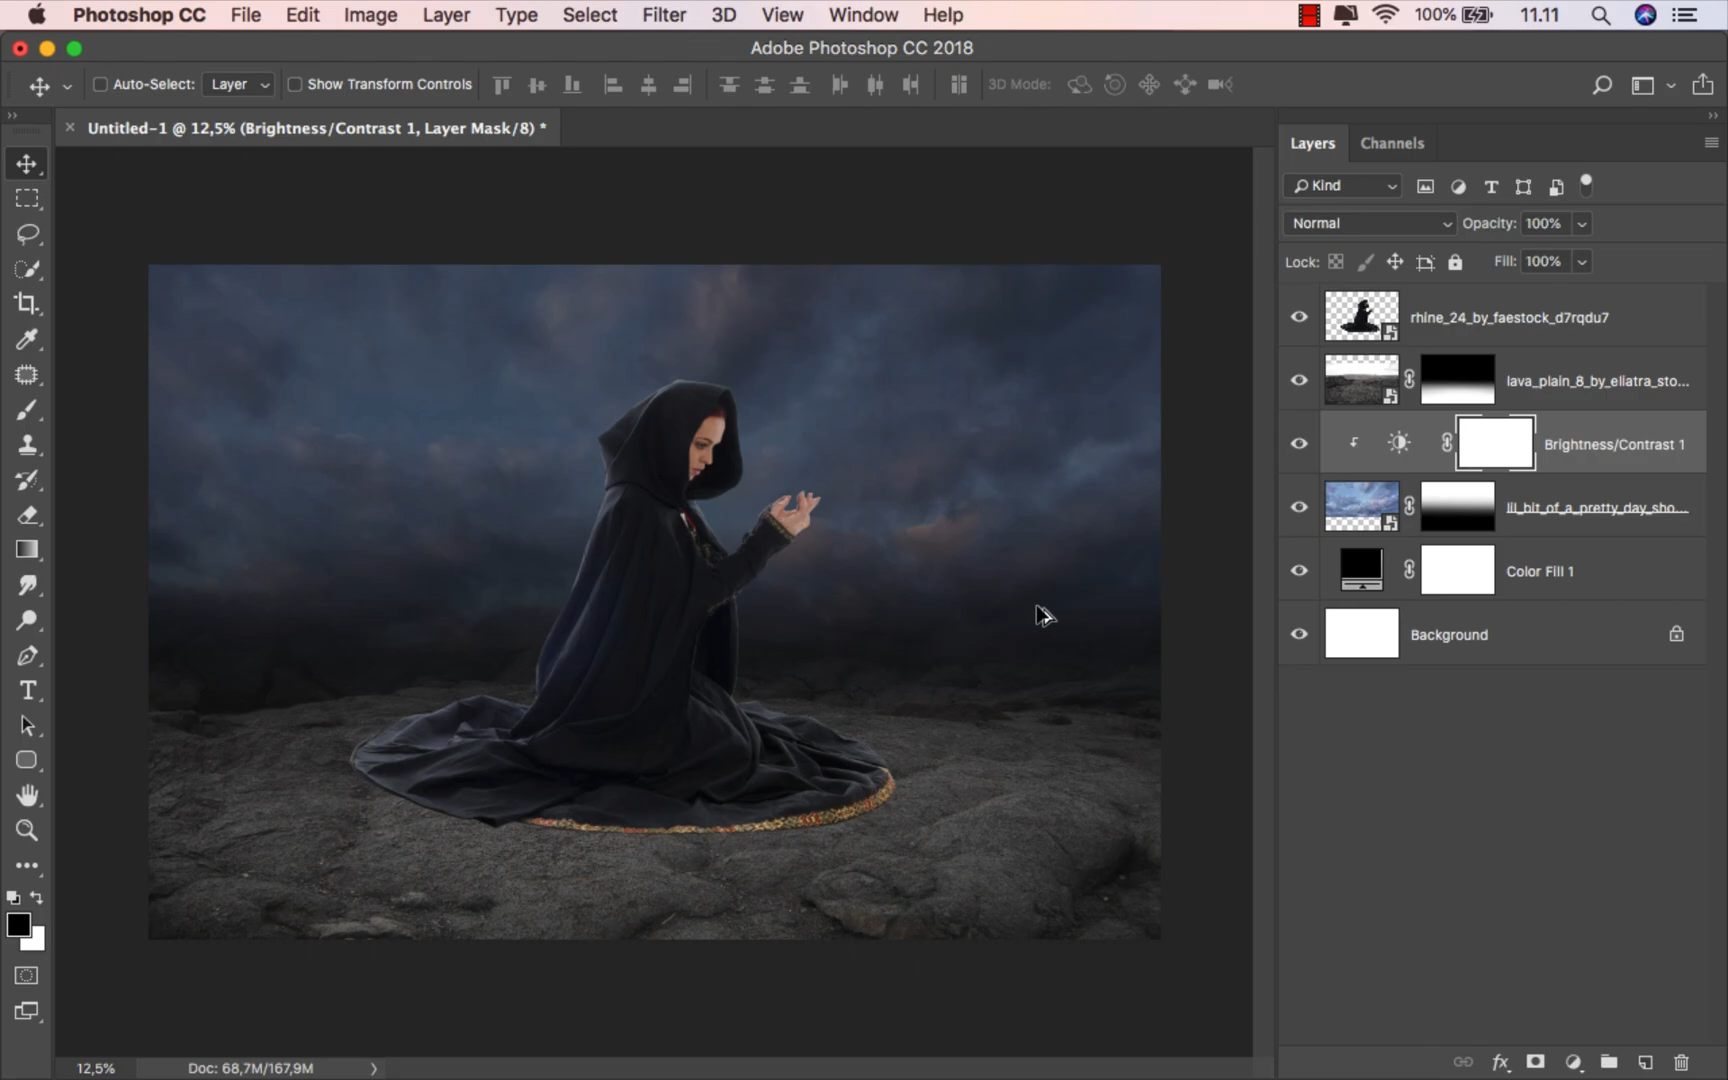 Photoshop CC File Edit Image Layer Type Select Filter 3D View Window Help 100% 11.11
Adobe Photoshop CC 2018
Auto-Select: Layer Show Transform Controls 3D Mode:
Untitled-1 @ 12,5% (Brightness/Contrast 1, Layer Mask/8) *
Layers Channels
Kind
Normal Opacity: 100%
Lock: Fill: 100%
rhine_24_by_faestock_d7rqdu7
lava_plain_8_by_eliatra_sto...
Brightness/Contrast 1
lil_bit_of_a_pretty_day_sho...
Color Fill 1
Background
12,5% Doc: 68,7M/167,9M